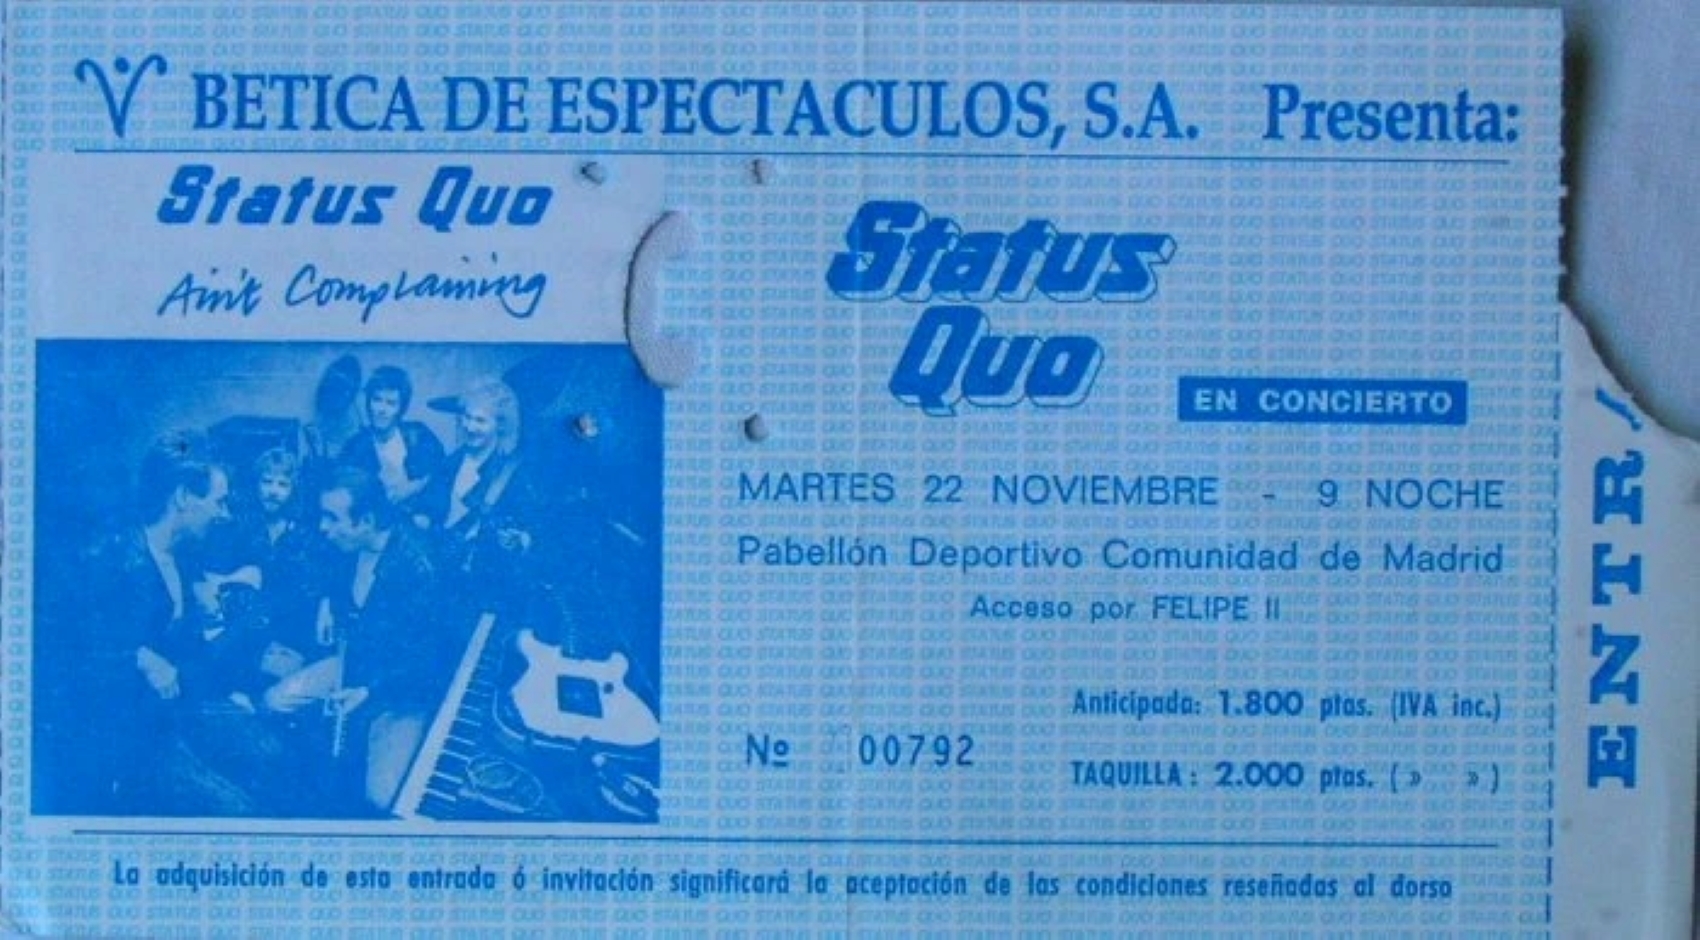 BETICA DE ESPECTACULOS, S.A. Presenta:
Status Quo
Ain't Complaining
Status
Quo
EN CONCIERTO
MARTES 22 NOVIEMBRE - 9 NOCHE
Pabellón Deportivo Comunidad de Madrid
Acceso por FELIPE II
Anticipada: 1.800 ptas. (IVA inc.)
Nº 00792
TAQUILLA: 2.000 ptas. ( » » )
La adquisición de esta entrada ó invitación significará la aceptación de las condiciones reseñadas al dorso
ENTR